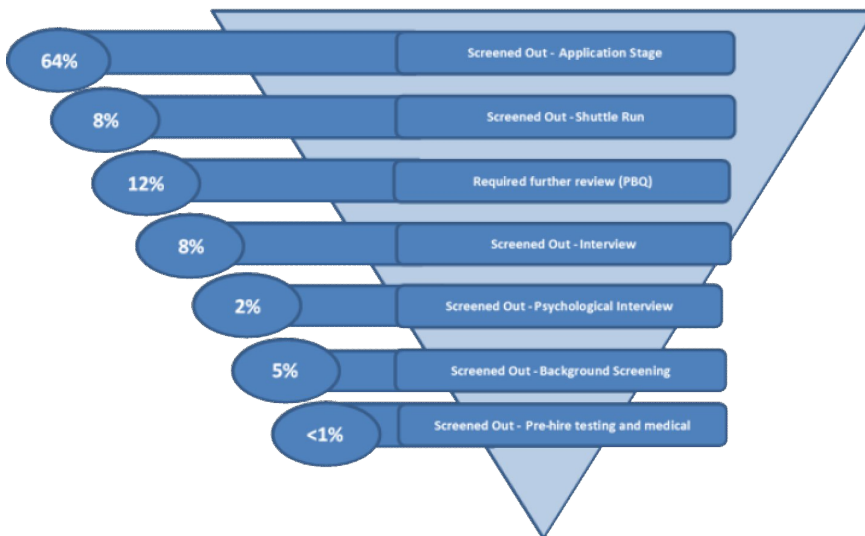 64%
Screened Out - Application Stage
8%
Screened Out - Shuttle Run
12%
Required further review (PBQ)
8%
Screened Out - Interview
2%
Screened Out - Psychological Interview
5%
Screened Out - Background Screening
<1%
Screened Out - Pre-hire testing and medical